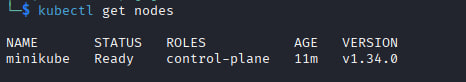 └─$ kubectl get nodes
NAME STATUS ROLES AGE VERSION
minikube Ready control-plane 11m v1.34.0